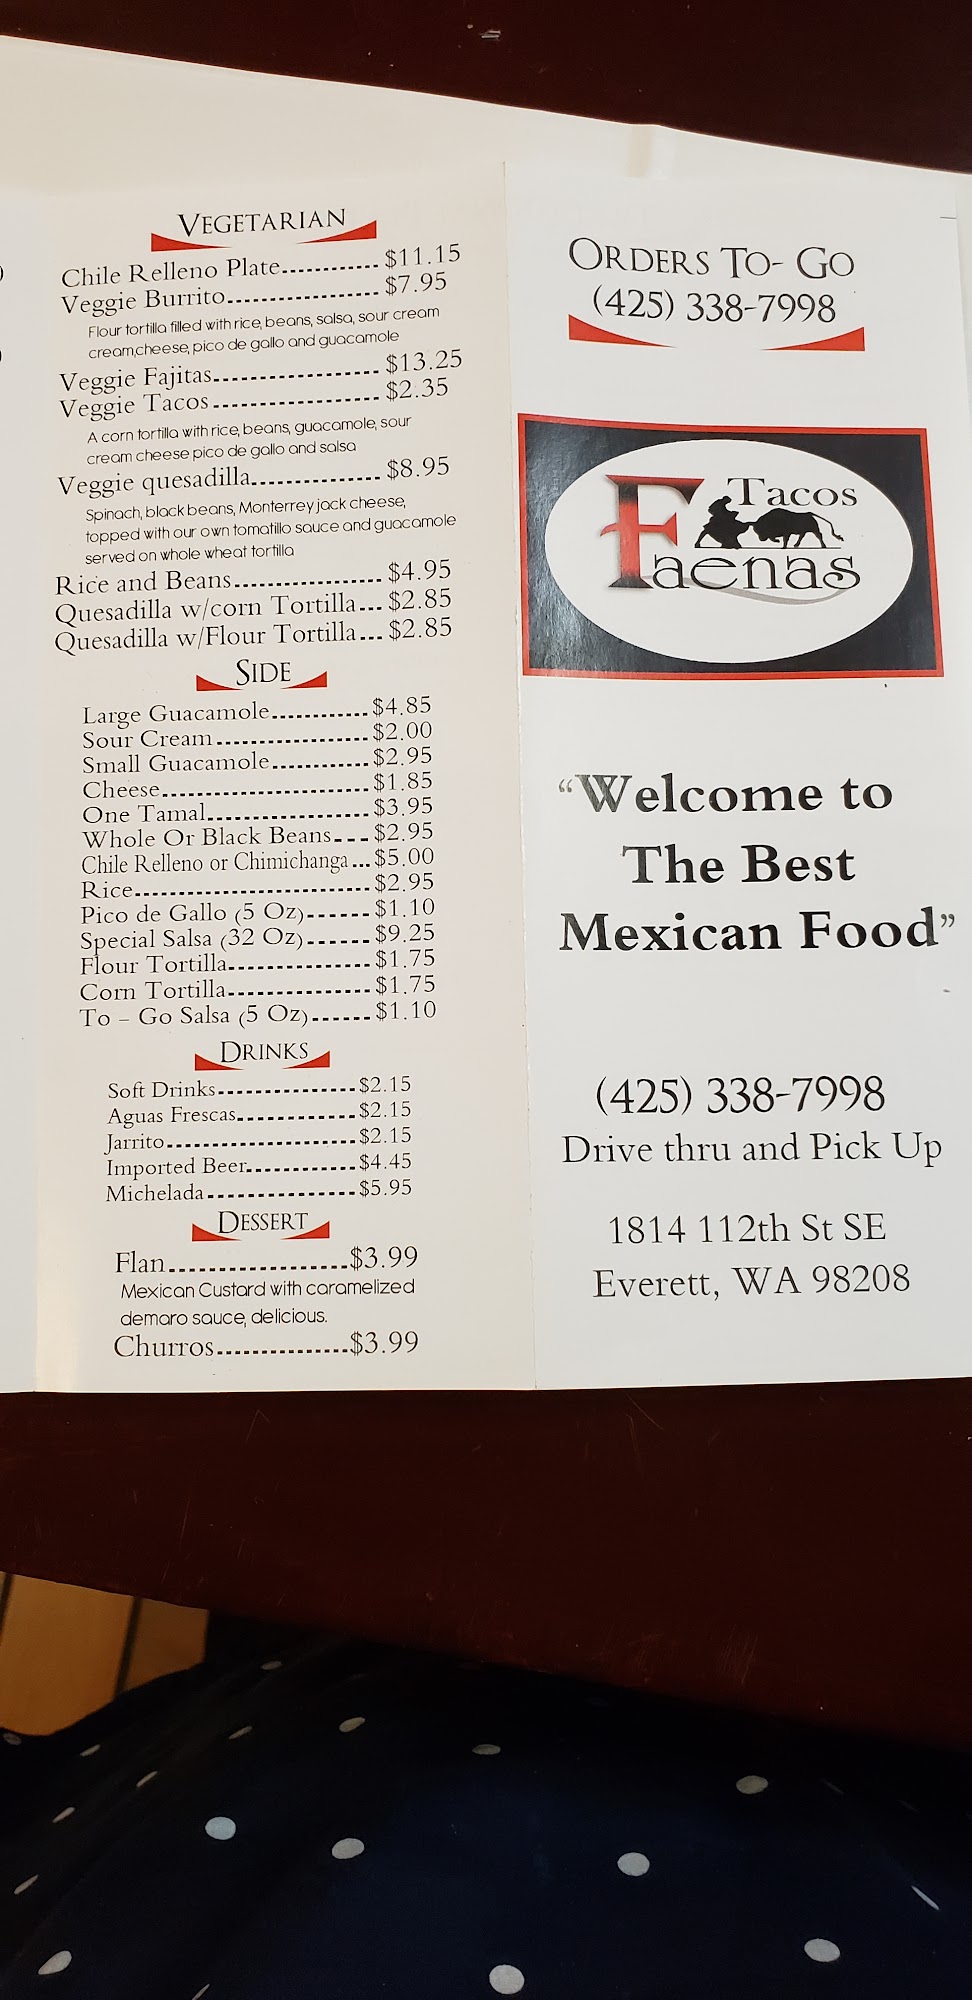 VEGETARIAN
Chile Relleno Plate............ $11.15
Veggie Burrito.................. $7.95
Flour tortilla filled with rice, beans, salsa, sour cream
cream,cheese, pico de gallo and guacamole
Veggie Fajitas.................... $13.25
Veggie Tacos.................... $2.35
A corn tortilla with rice, beans, guacamole, sour
cream cheese pico de gallo and salsa
Veggie quesadilla............... $8.95
Spinach, black beans, Monterrey jack cheese,
topped with our own tomatillo sauce and guacamole
served on whole wheat tortilla
Rice and Beans................. $4.95
Quesadilla w/corn Tortilla... $2.85
Quesadilla w/Flour Tortilla... $2.85
SIDE
Large Guacamole............ $4.85
Sour Cream................... $2.00
Small Guacamole............ $2.95
Cheese.......................... $1.85
One Tamal.................... $3.95
Whole Or Black Beans.... $2.95
Chile Relleno or Chimichanga... $5.00
Rice.............................. $2.95
Pico de Gallo (5 Oz)....... $1.10
Special Salsa (32 Oz)....... $9.25
Flour Tortilla.................. $1.75
Corn Tortilla.................. $1.75
To - Go Salsa (5 Oz)...... $1.10
DRINKS
Soft Drinks................. $2.15
Aguas Frescas.............. $2.15
Jarrito........................ $2.15
Imported Beer.............. $4.45
Michelada................... $5.95
DESSERT
Flan....................$3.99
Mexican Custard with caramelized
demaro sauce, delicious.
Churros...............$3.99
ORDERS TO- GO
(425) 338-7998
Tacos
Faenas
“Welcome to
The Best
Mexican Food”
(425) 338-7998
Drive thru and Pick Up
1814 112th St SE
Everett, WA 98208